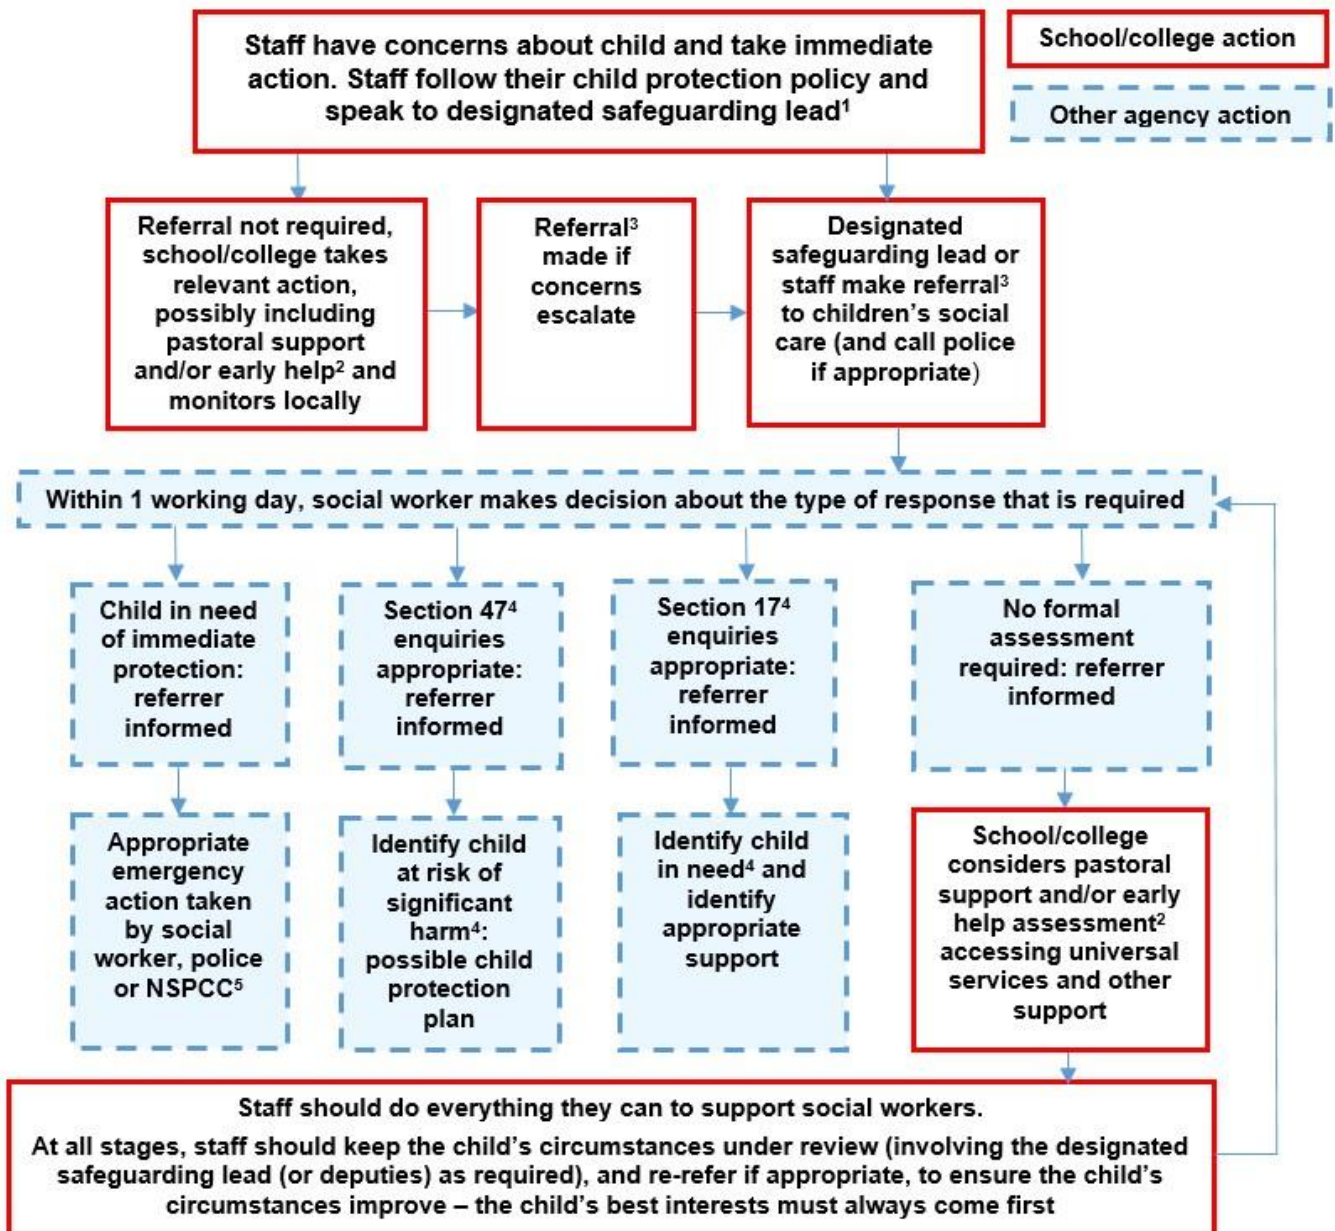 Staff have concerns about child and take immediate
action. Staff follow their child protection policy and
speak to designated safeguarding lead¹
School/college action
Other agency action
Referral not required,
school/college takes
relevant action,
possibly including
pastoral support
and/or early help² and
monitors locally
Referral³
made if
concerns
escalate
Designated
safeguarding lead or
staff make referral³
to children’s social
care (and call police
if appropriate)
Within 1 working day, social worker makes decision about the type of response that is required
Child in need
of immediate
protection:
referrer
informed
Section 47⁴
enquiries
appropriate:
referrer
informed
Section 17⁴
enquiries
appropriate:
referrer
informed
No formal
assessment
required: referrer
informed
Appropriate
emergency
action taken
by social
worker, police
or NSPCC⁵
Identify child
at risk of
significant
harm⁴:
possible child
protection
plan
Identify child
in need⁴ and
identify
appropriate
support
School/college
considers pastoral
support and/or early
help assessment²
accessing universal
services and other
support
Staff should do everything they can to support social workers.
At all stages, staff should keep the child’s circumstances under review (involving the designated
safeguarding lead (or deputies) as required), and re-refer if appropriate, to ensure the child’s
circumstances improve – the child’s best interests must always come first